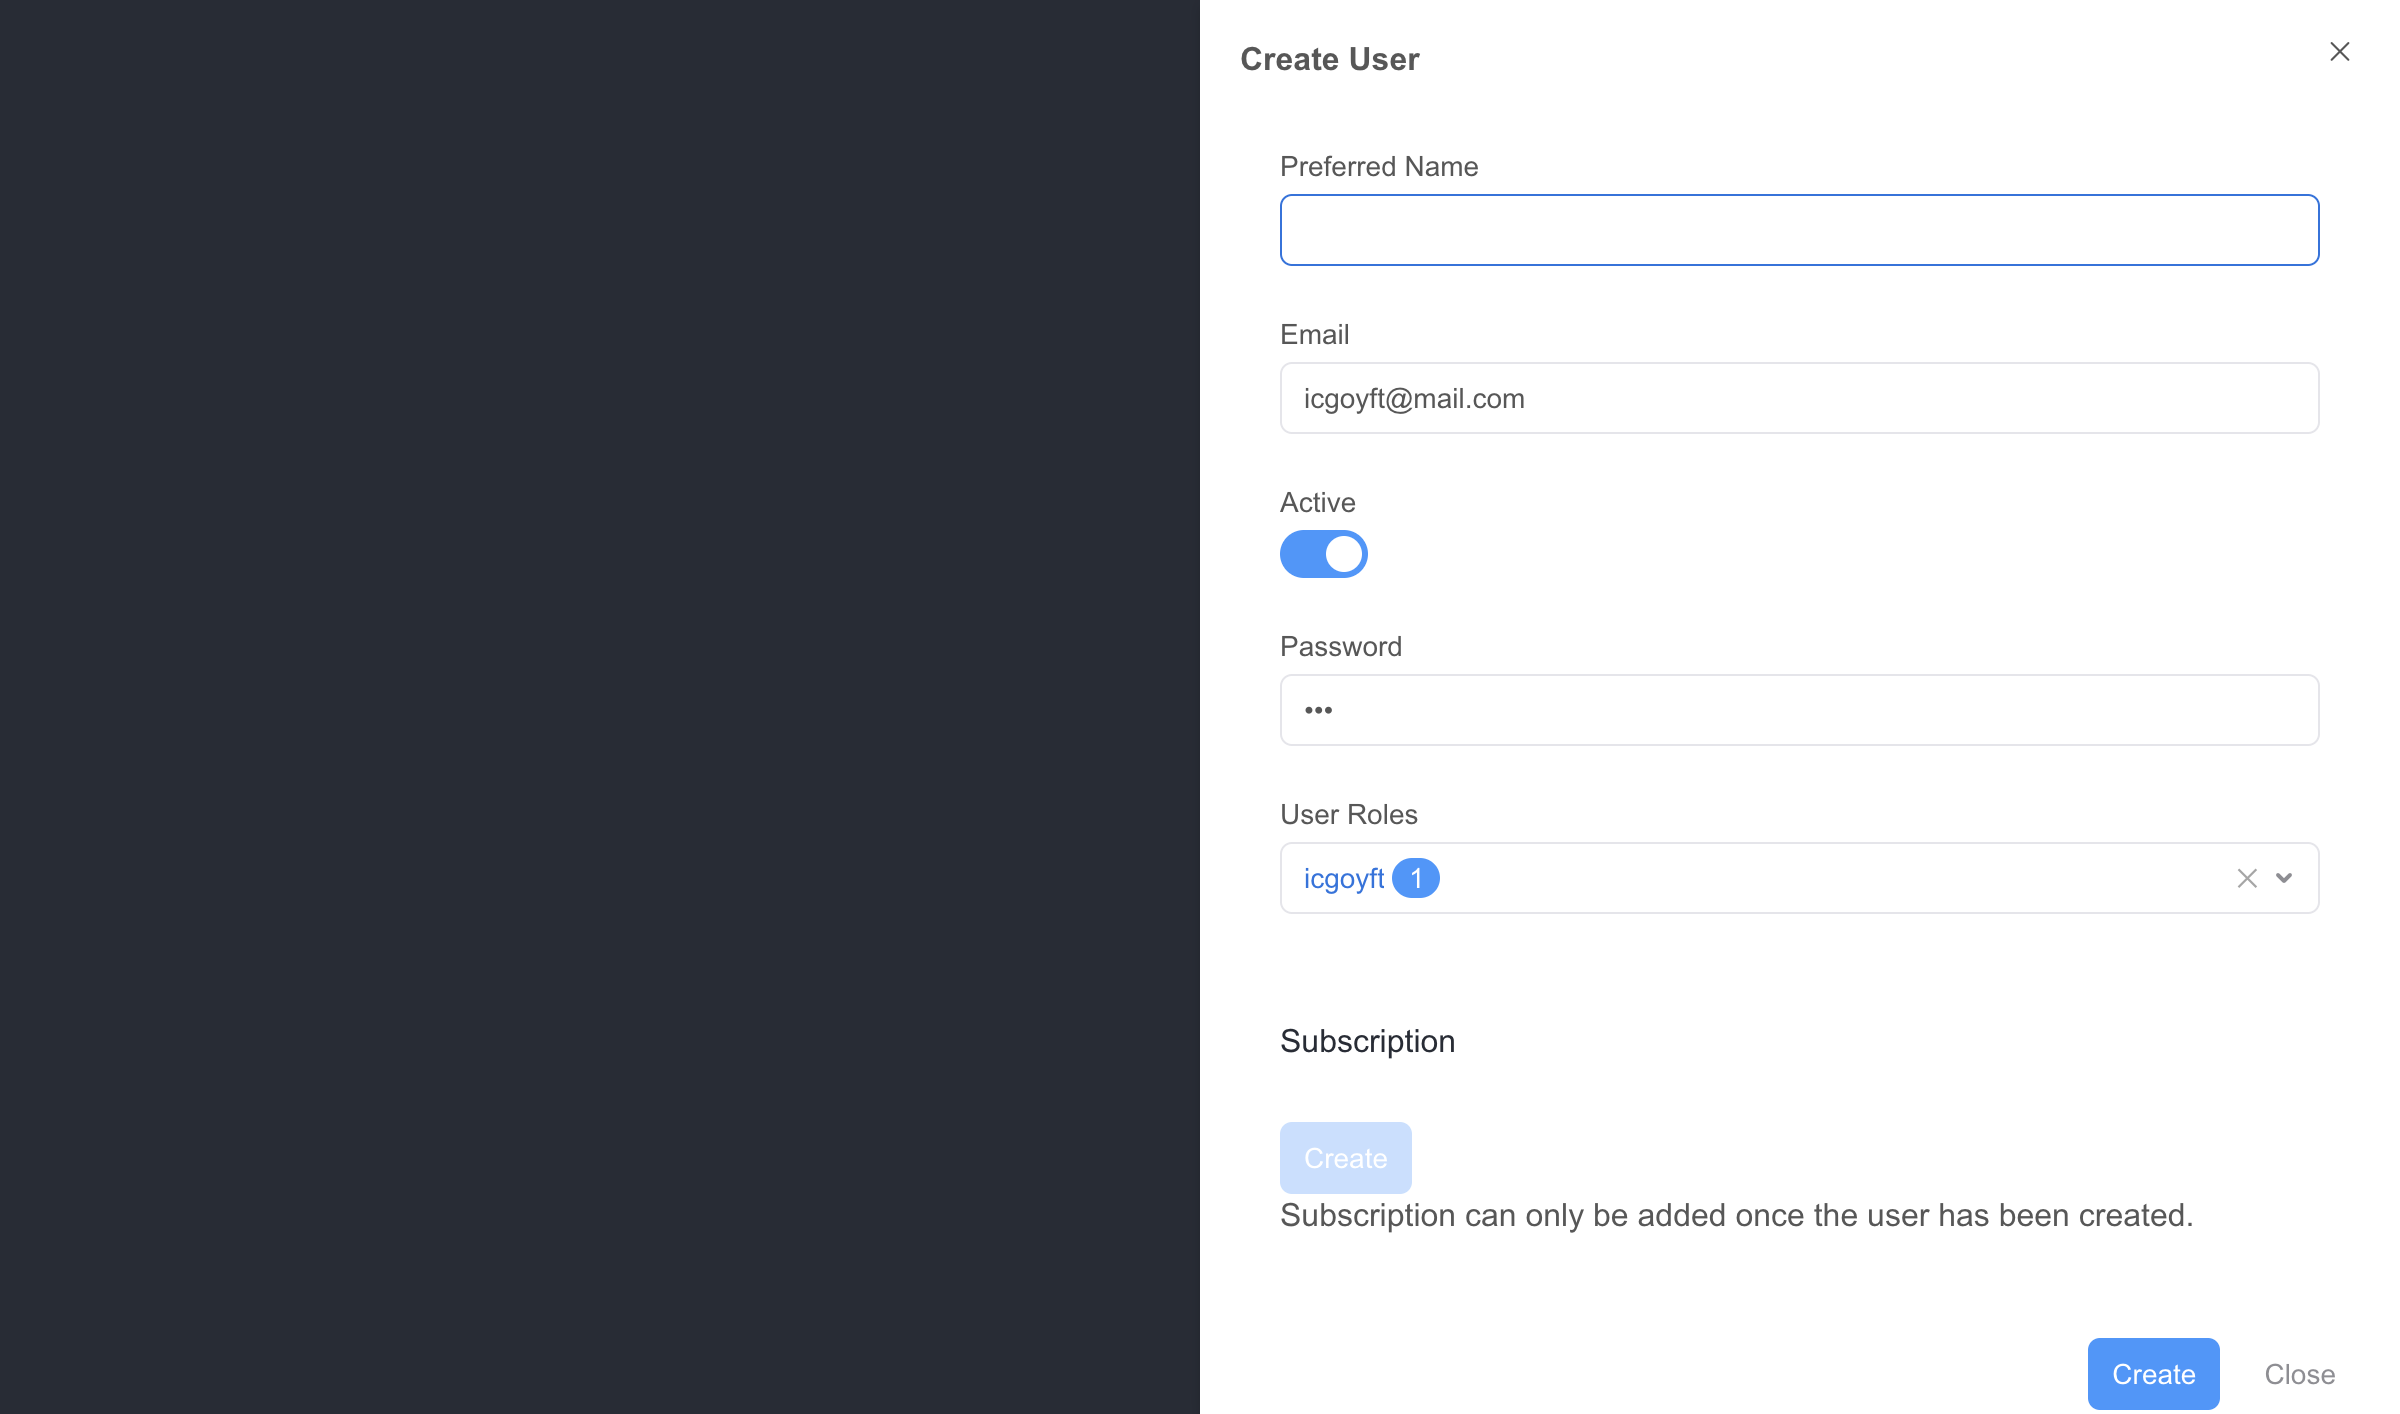 Create User
Preferred Name
Email
icgoyft@mail.com
Active
Password
•••
User Roles
icgoyft 1
Subscription
Create
Subscription can only be added once the user has been created.
Create Close